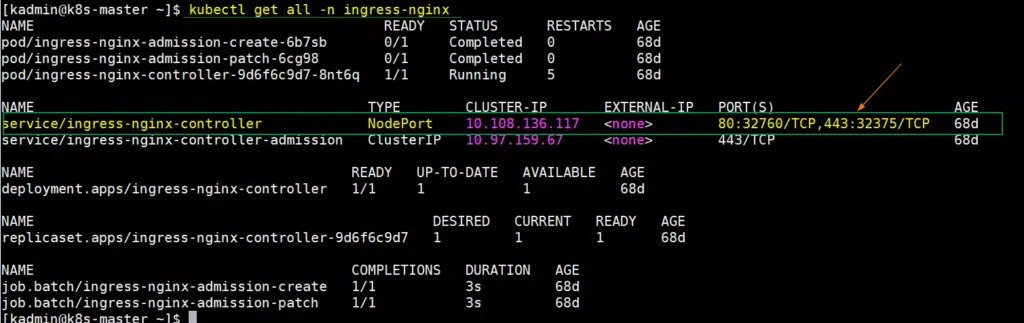 [kadmin@k8s-master ~]$ kubectl get all -n ingress-nginx
NAME READY STATUS RESTARTS AGE
pod/ingress-nginx-admission-create-6b7sb 0/1 Completed 0 68d
pod/ingress-nginx-admission-patch-6cg98 0/1 Completed 0 68d
pod/ingress-nginx-controller-9d6f6c9d7-8nt6q 1/1 Running 5 68d
NAME TYPE CLUSTER-IP EXTERNAL-IP PORT(S) AGE
service/ingress-nginx-controller NodePort 10.108.136.117 <none> 80:32760/TCP,443:32375/TCP 68d
service/ingress-nginx-controller-admission ClusterIP 10.97.159.67 <none> 443/TCP 68d
NAME READY UP-TO-DATE AVAILABLE AGE
deployment.apps/ingress-nginx-controller 1/1 1 1 68d
NAME DESIRED CURRENT READY AGE
replicaset.apps/ingress-nginx-controller-9d6f6c9d7 1 1 1 68d
NAME COMPLETIONS DURATION AGE
job.batch/ingress-nginx-admission-create 1/1 3s 68d
job.batch/ingress-nginx-admission-patch 1/1 3s 68d
[kadmin@k8s-master ~]$